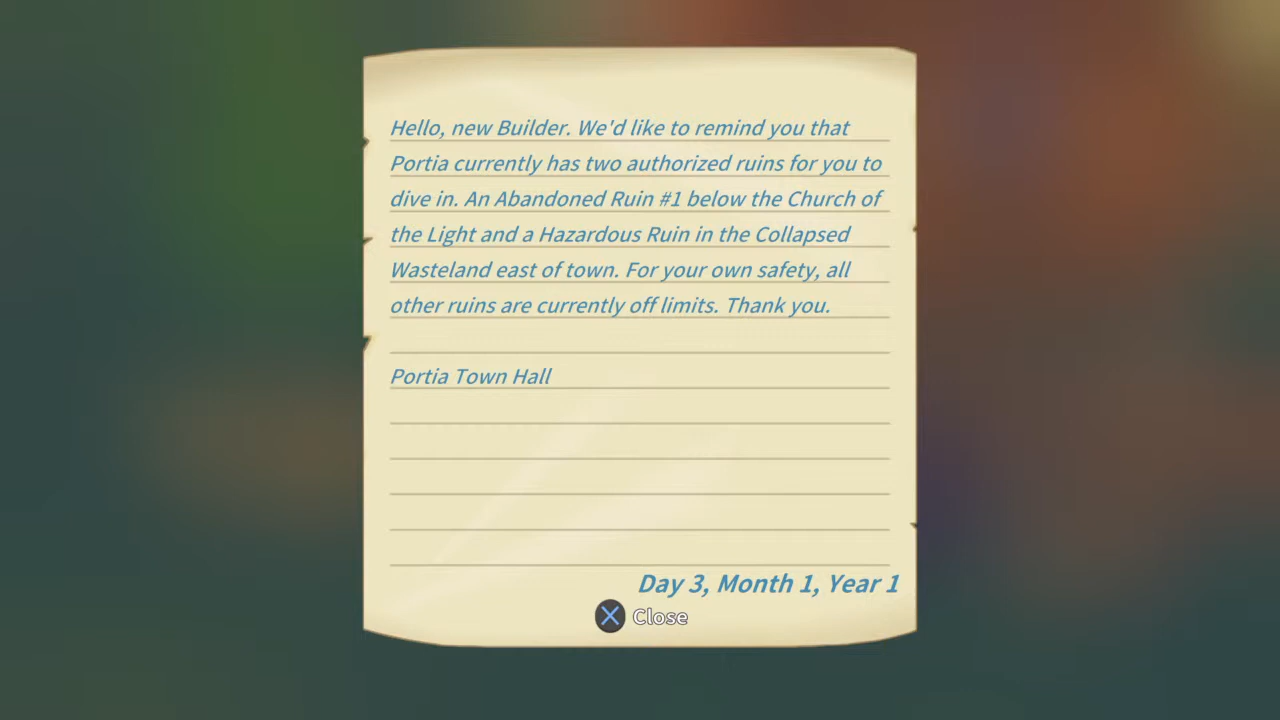 Hello, new Builder. We'd like to remind you that
Portia currently has two authorized ruins for you to
dive in. An Abandoned Ruin #1 below the Church of
the Light and a Hazardous Ruin in the Collapsed
Wasteland east of town. For your own safety, all
other ruins are currently off limits. Thank you.
Portia Town Hall
Day 3, Month 1, Year 1
Close